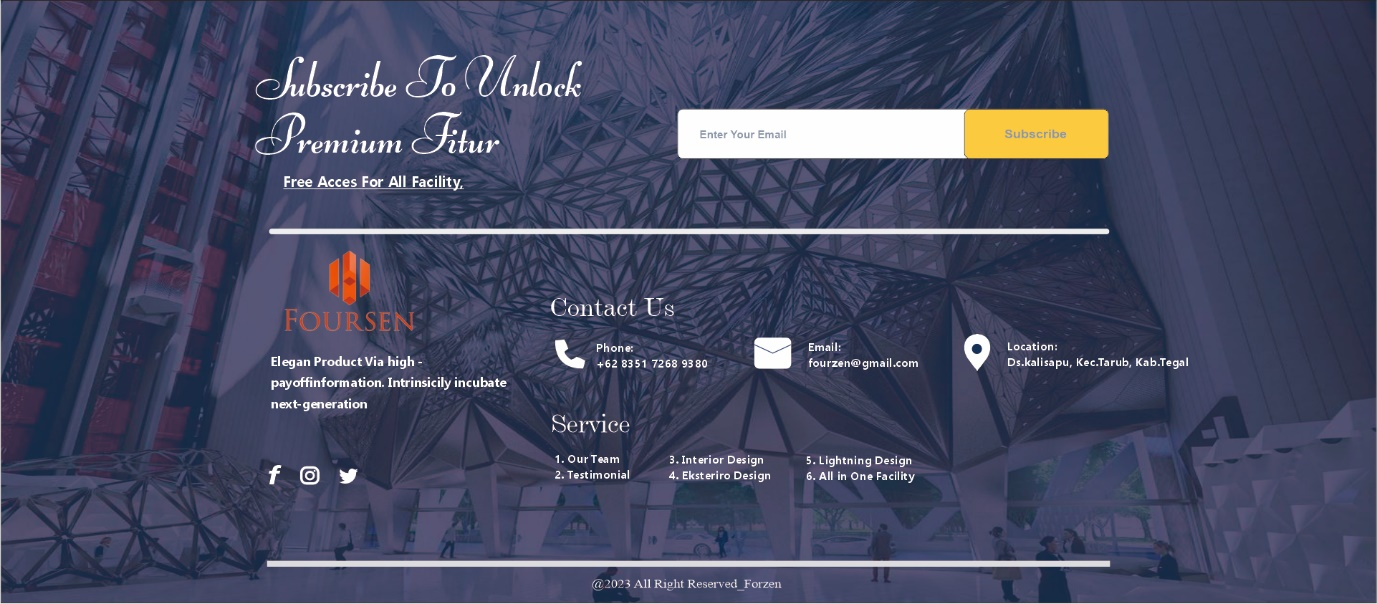 Subscribe To Unlock
Premium Fitur
Free Acces For All Facility,
Enter Your Email
Subscribe
FOURSEN
Elegan Product Via high -
payoffinformation. Intrinsicily incubate
next-generation
Contact Us
Phone:
+62 8351 7268 9380
Email:
fourzen@gmail.com
Location:
Ds.kalisapu, Kec.Tarub, Kab.Tegal
Service
1. Our Team
2. Testimonial
3. Interior Design
4. Eksteriro Design
5. Lightning Design
6. All in One Facility
@2023 All Right Reserved_Forzen